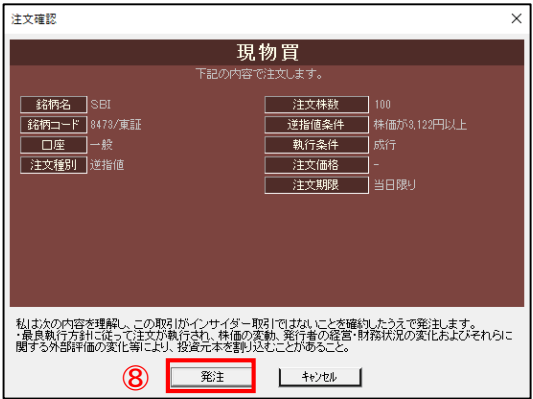 注文確認
現物買
下記の内容で注文します。
銘柄名 SBI 注文株数 100
銘柄コード 8473/東証 逆指値条件 株価が3,122円以上
口座 一般 執行条件 成行
注文種別 逆指値 注文価格 -
注文期限 当日限り
私は次の内容を理解し、この取引がインサイダー取引ではないことを確約したうえで発注します。
・最良執行方針に従って注文が執行され、株価の変動、発行者の経営・財務状況の変化およびそれらに
関する外部評価の変化等により、投資元本を割り込むことがあること。
⑧ 発注 キャンセル